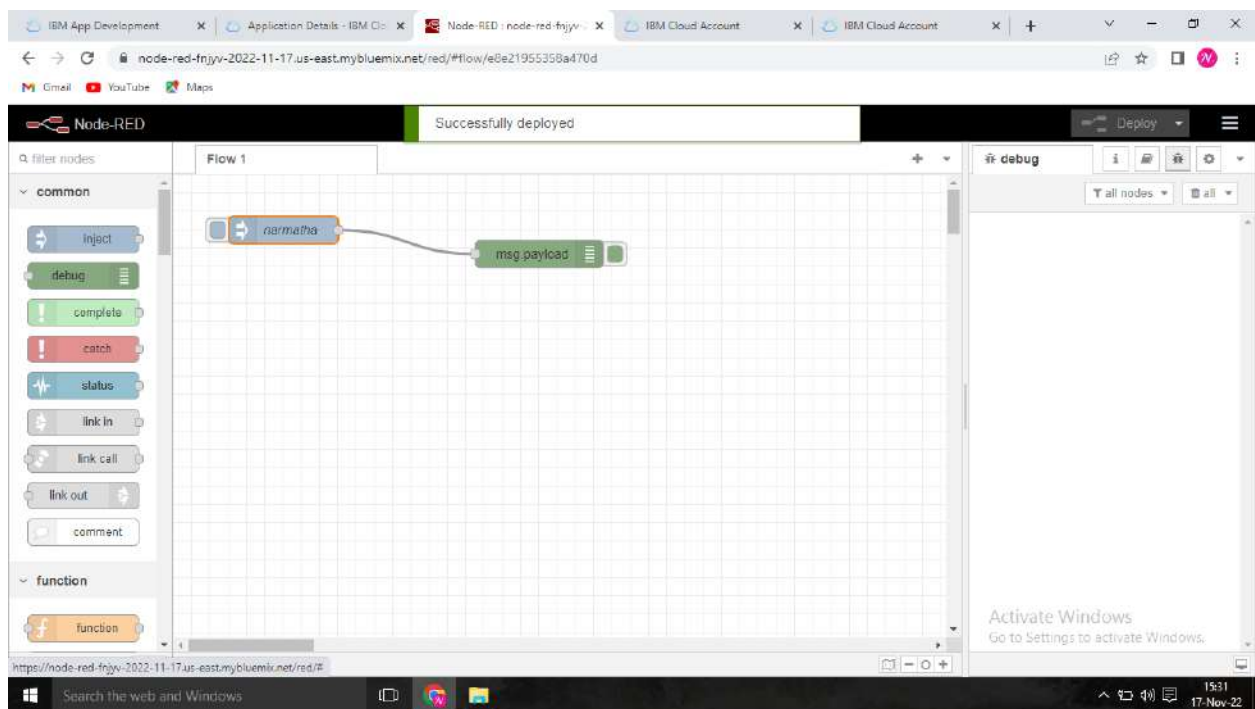 IBM App Development
Application Details - IBM Clo
Node-RED : node-red-fnjyv-2
IBM Cloud Account
IBM Cloud Account
node-red-fnjyv-2022-11-17.us-east.mybluemix.net/red/#flow/e8e21955358a470d
Gmail
YouTube
Maps
Node-RED
Successfully deployed
Deploy
filter nodes
Flow 1
debug
all nodes
all
common
inject
debug
complete
catch
status
link in
link call
link out
comment
function
function
narmatha
msg.payload
Activate Windows
Go to Settings to activate Windows.
https://node-red-fnjyv-2022-11-17.us-east.mybluemix.net/red/#
Search the web and Windows
15:31
17-Nov-22